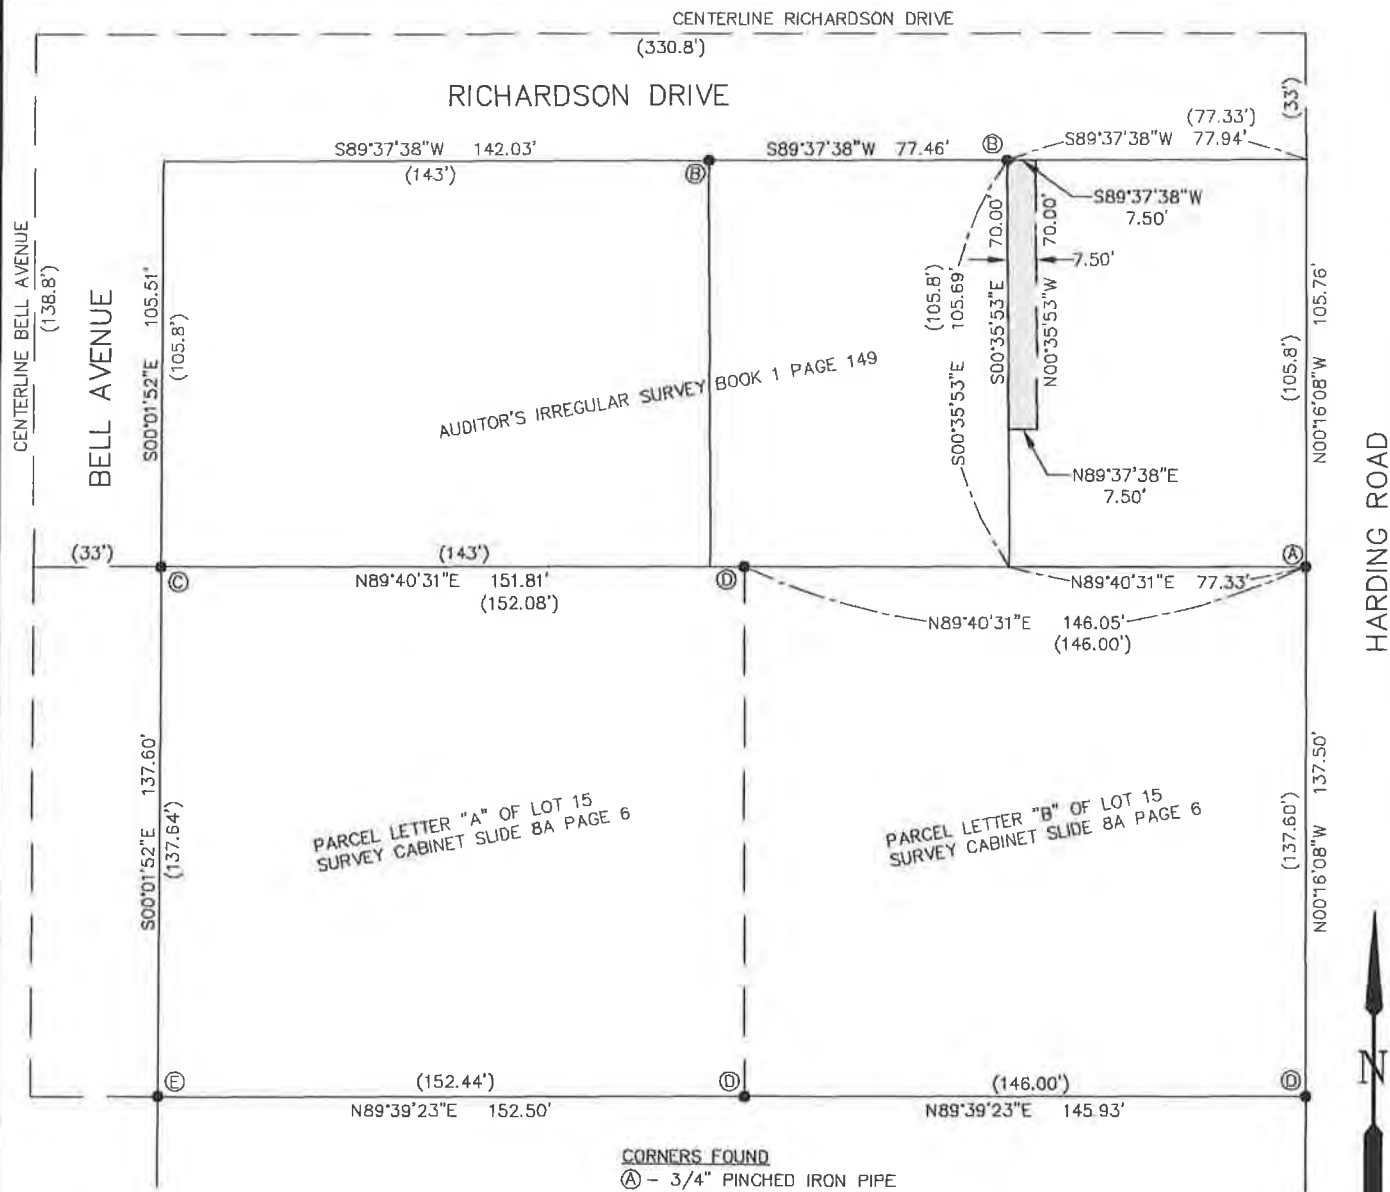 CENTERLINE RICHARDSON DRIVE
(330.8')
RICHARDSON DRIVE
(33')
(77.33')
S89°37'38"W 142.03'
(143')
S89°37'38"W 77.46'
S89°37'38"W 77.94'
B
B
S89°37'38"W
7.50'
CENTERLINE BELL AVENUE
(138.8')
BELL AVENUE
S00°01'52"E 105.51'
(105.8')
(105.8')
S00°35'53"E 105.69'
S00°35'53"E 70.00'
N00°35'53"W 70.00'
7.50'
(105.8')
N00°16'08"W 105.76'
AUDITOR'S IRREGULAR SURVEY BOOK 1 PAGE 149
N89°37'38"E
7.50'
HARDING ROAD
(33')
(143')
N89°40'31"E 151.81'
(152.08')
C
D
A
N89°40'31"E 77.33'
N89°40'31"E 146.05'
(146.00')
S00°01'52"E 137.60'
(137.64')
PARCEL LETTER "A" OF LOT 15
SURVEY CABINET SLIDE 8A PAGE 6
PARCEL LETTER "B" OF LOT 15
SURVEY CABINET SLIDE 8A PAGE 6
(137.60')
N00°16'08"W 137.50'
N
E
(152.44')
N89°39'23"E 152.50'
D
(146.00')
N89°39'23"E 145.93'
D
CORNERS FOUND
A - 3/4" PINCHED IRON PIPE